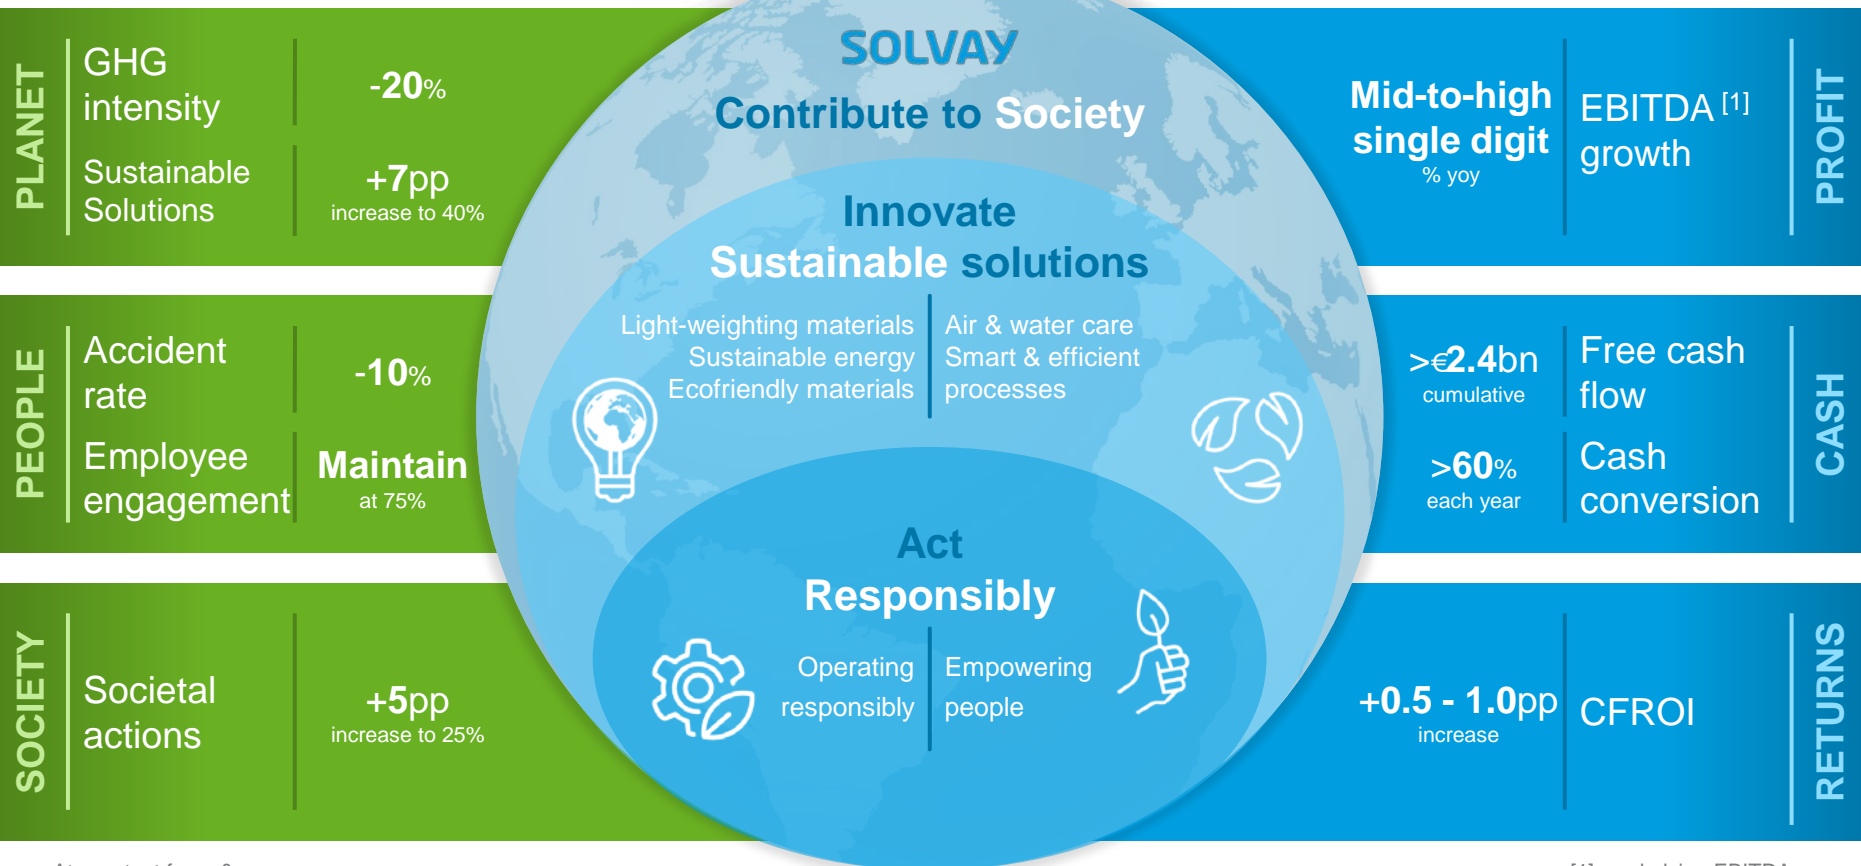 PLANET
GHG
intensity
-20%
Sustainable
Solutions
+7pp
increase to 40%
PEOPLE
Accident
rate
-10%
Employee
engagement
Maintain
at 75%
SOCIETY
Societal
actions
+5pp
increase to 25%
SOLVAY
Contribute to Society
Innovate
Sustainable solutions
Light-weighting materials
Sustainable energy
Ecofriendly materials
Air & water care
Smart & efficient
processes
Act
Responsibly
Operating
responsibly
Empowering
people
Mid-to-high
single digit
% yoy
EBITDA [1]
growth
PROFIT
>€2.4bn
cumulative
Free cash
flow
>60%
each year
Cash
conversion
CASH
+0.5 - 1.0pp
increase
CFROI
RETURNS